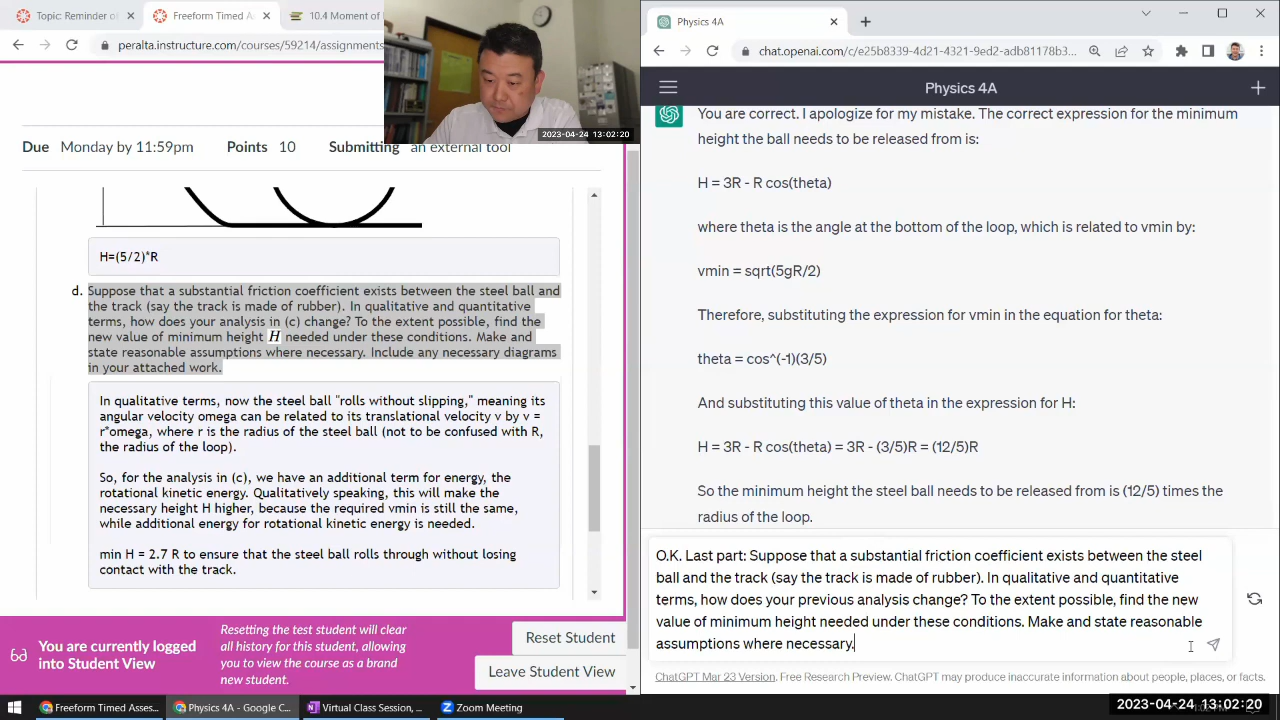 Topic: Reminder of
Freeform Timed As
10.4 Moment of
peralta.instructure.com/courses/59214/assignments
2023-04-24 13:02:20
Due Monday by 11:59pm Points 10 Submitting an external tool
H=(5/2)*R
d. Suppose that a substantial friction coefficient exists between the steel ball and
the track (say the track is made of rubber). In qualitative and quantitative
terms, how does your analysis in (c) change? To the extent possible, find the
new value of minimum height H needed under these conditions. Make and
state reasonable assumptions where necessary. Include any necessary diagrams
in your attached work.
In qualitative terms, now the steel ball "rolls without slipping," meaning its
angular velocity omega can be related to its translational velocity v by v =
r*omega, where r is the radius of the steel ball (not to be confused with R,
the radius of the loop).
So, for the analysis in (c), we have an additional term for energy, the
rotational kinetic energy. Qualitatively speaking, this will make the
necessary height H higher, because the required vmin is still the same,
while additional energy for rotational kinetic energy is needed.
min H = 2.7 R to ensure that the steel ball rolls through without losing
contact with the track.
You are currently logged
into Student View
Resetting the test student will clear
all history for this student, allowing
you to view the course as a brand
new student.
Reset Student
Leave Student View
Physics 4A
chat.openai.com/c/e25b8339-4d21-4321-9ed2-adb81178b3...
Physics 4A
You are correct. I apologize for my mistake. The correct expression for the minimum
height the ball needs to be released from is:
H = 3R - R cos(theta)
where theta is the angle at the bottom of the loop, which is related to vmin by:
vmin = sqrt(5gR/2)
Therefore, substituting the expression for vmin in the equation for theta:
theta = cos^(-1)(3/5)
And substituting this value of theta in the expression for H:
H = 3R - R cos(theta) = 3R - (3/5)R = (12/5)R
So the minimum height the steel ball needs to be released from is (12/5) times the
radius of the loop.
O.K. Last part: Suppose that a substantial friction coefficient exists between the steel
ball and the track (say the track is made of rubber). In qualitative and quantitative
terms, how does your previous analysis change? To the extent possible, find the new
value of minimum height needed under these conditions. Make and state reasonable
assumptions where necessary.
ChatGPT Mar 23 Version. Free Research Preview. ChatGPT may produce inaccurate information about people, places, or facts.
Freeform Timed Asses...
Physics 4A - Google C...
Virtual Class Session, ...
Zoom Meeting
2023-04-24 13:02:20